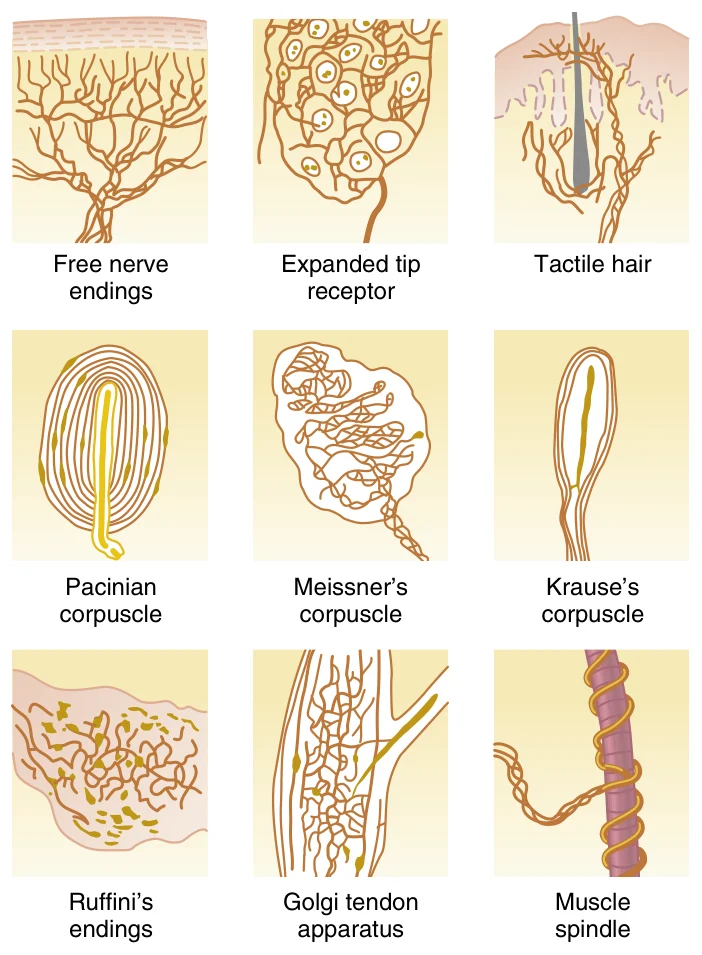 Free nerve
endings
Expanded tip
receptor
Tactile hair
Pacinian
corpuscle
Meissner’s
corpuscle
Krause’s
corpuscle
Ruffini’s
endings
Golgi tendon
apparatus
Muscle
spindle